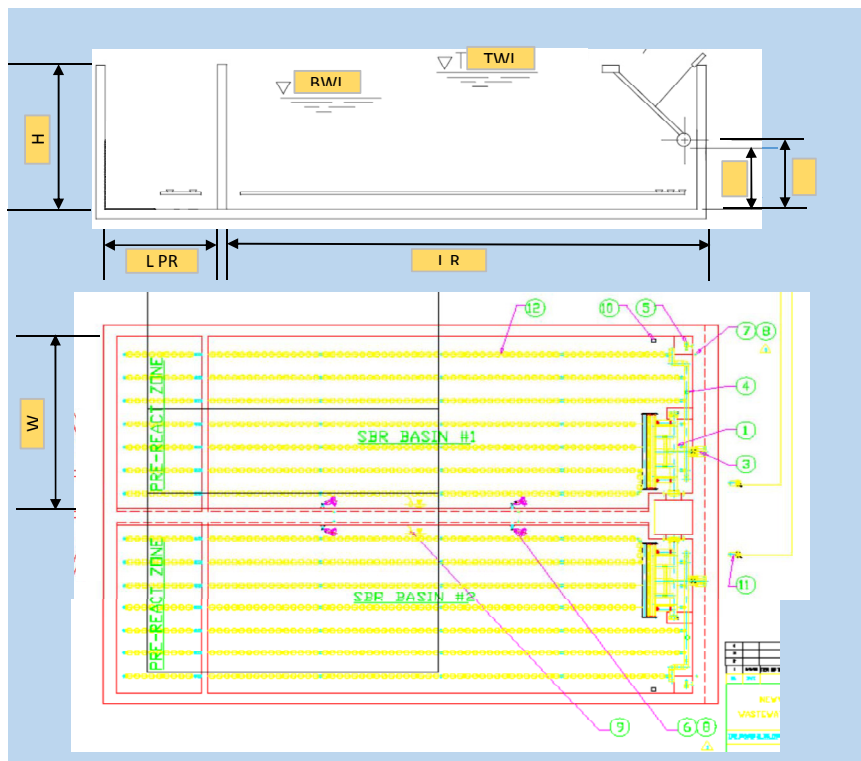 TWL
BWL
H
L PR
L R
12
10
5
7
8
4
1
3
W
PRE-REACT ZONE
SBR BASIN #1
PRE-REACT ZONE
SBR BASIN #2
11
9
6
8